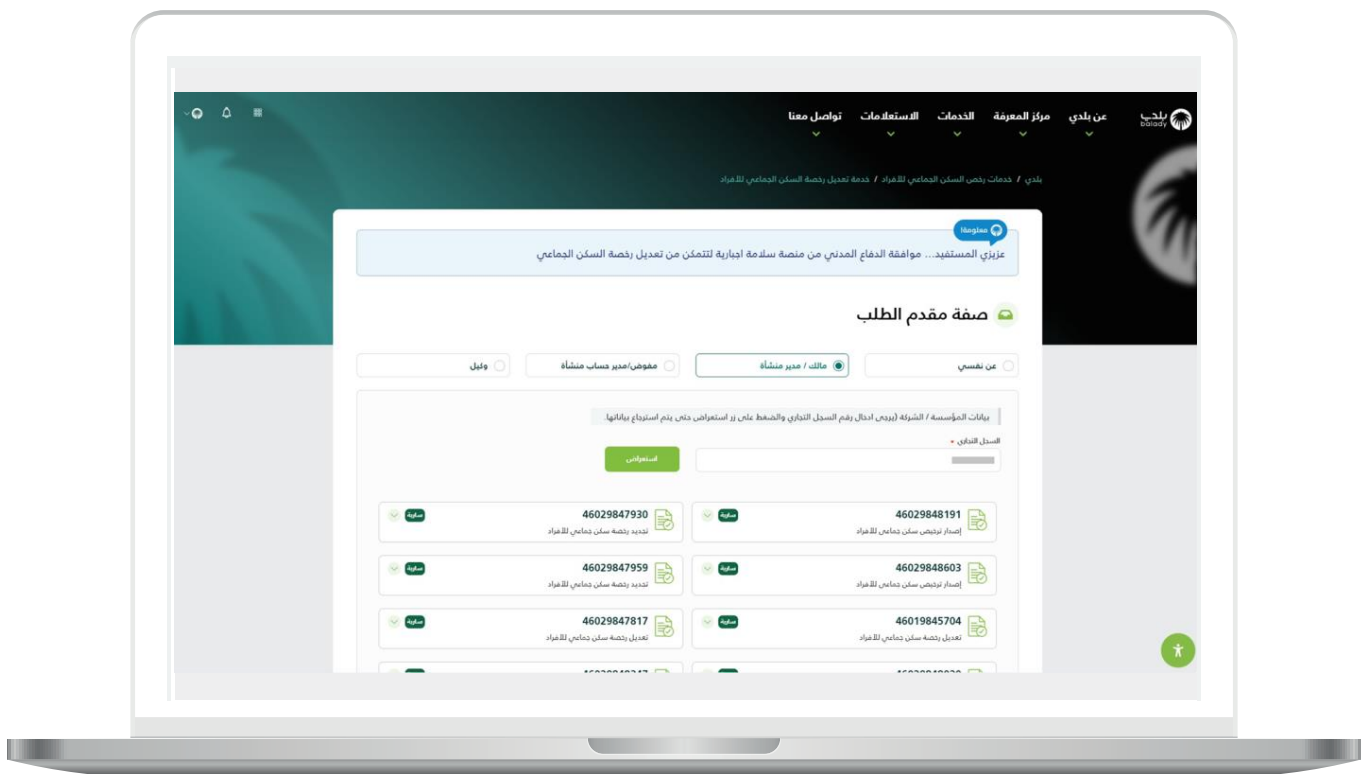 بلدي
balady
عن بلدي
مركز المعرفة
الخدمات
الاستعلامات
تواصل معنا
بلدي / خدمات رخص السكن الجماعي للأفراد / خدمة تعديل رخصة السكن الجماعي للأفراد
معلومة!
عزيزي المستفيد... موافقة الدفاع المدني من منصة سلامة اجبارية لتتمكن من تعديل رخصة السكن الجماعي
صفة مقدم الطلب
عن نفسي
مالك / مدير منشأة
مفوض/مدير حساب منشأة
وكيل
بيانات المؤسسة / الشركة (يرجى ادخال رقم السجل التجاري والضغط على زر استعراض حتى يتم استرجاع بياناتها.
السجل التجاري •
استعراض
46029848191
سارية
إصدار ترخيص سكن جماعي للأفراد
46029847930
سارية
تجديد رخصة سكن جماعي للأفراد
46029848603
سارية
إصدار ترخيص سكن جماعي للأفراد
46029847959
سارية
تجديد رخصة سكن جماعي للأفراد
46019845704
سارية
تعديل رخصة سكن جماعي للأفراد
46029847817
سارية
تعديل رخصة سكن جماعي للأفراد